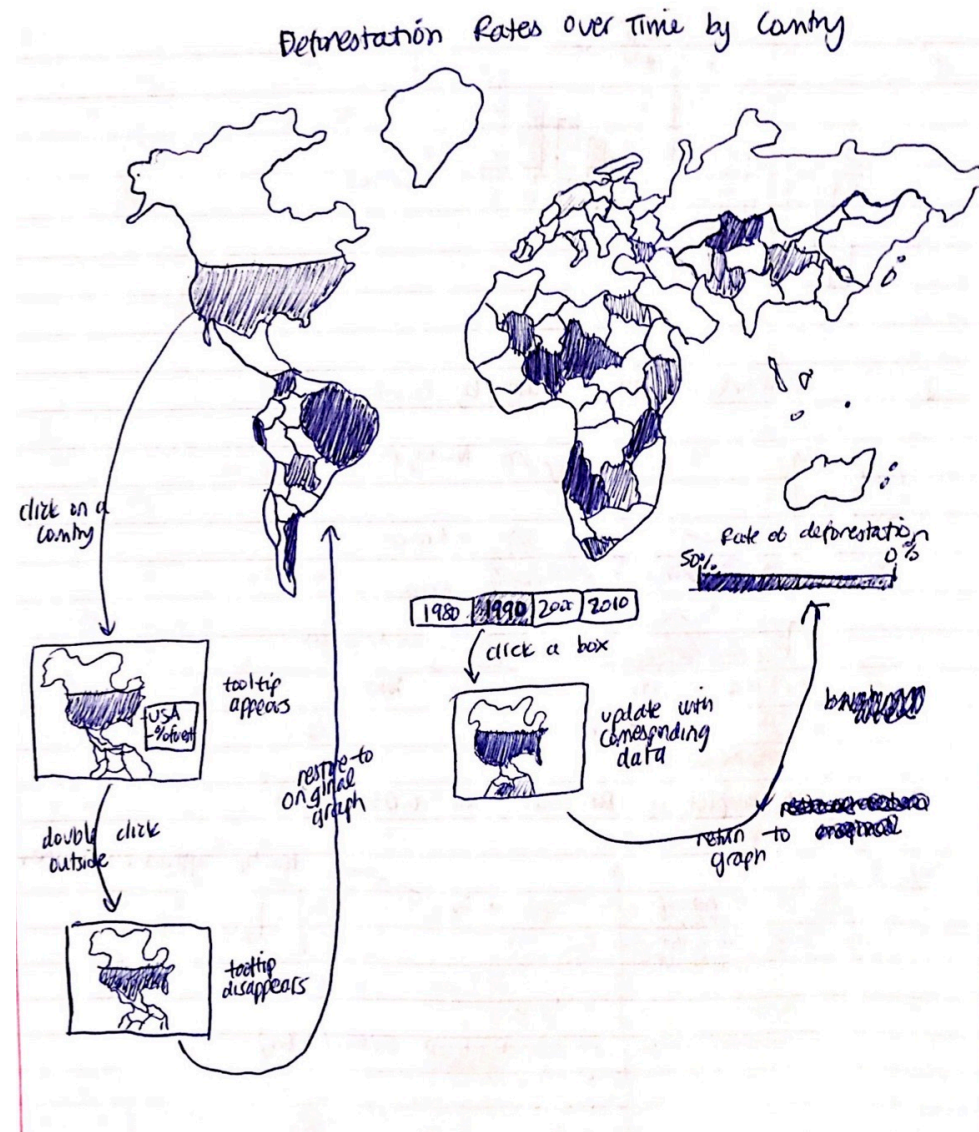 Deforestation Rates over Time by Country
click on a
country
Rate of deforestation
50% 0%
1980 1990 2000 2010
click a box
tooltip
appears
-USA
update with
corresponding
data
restore to
original
graph
double click
outside
return to
graph
tooltip
disappears